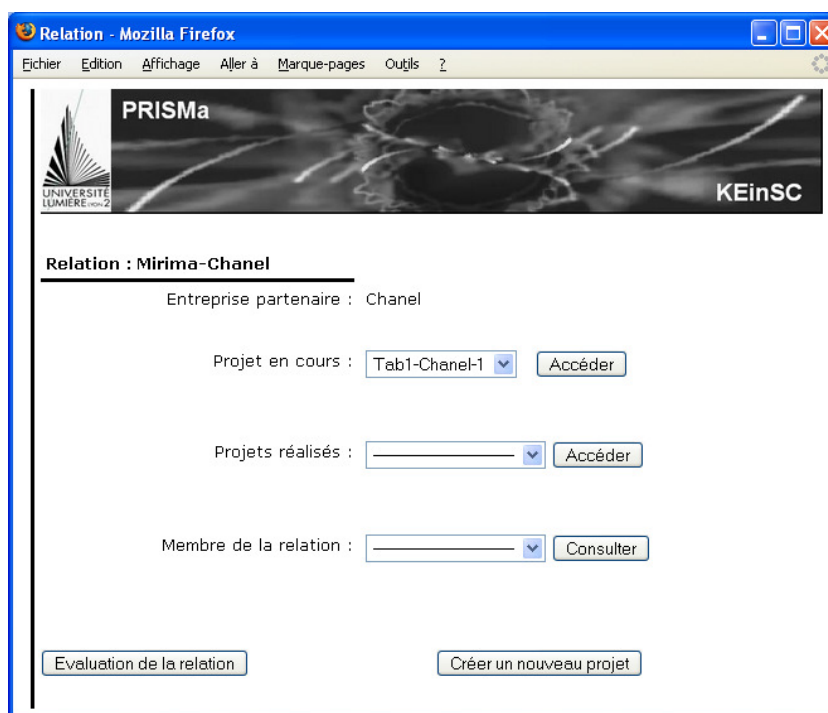 Relation - Mozilla Firefox
Fichier Edition Affichage Aller à Marque-pages Outils ?
PRISMa
UNIVERSITÉ
LUMIÈRE LYON 2
KEinSC
Relation : Mirima-Chanel
Entreprise partenaire : Chanel
Projet en cours : Tab1-Chanel-1 Accéder
Projets réalisés : Accéder
Membre de la relation : Consulter
Evaluation de la relation Créer un nouveau projet